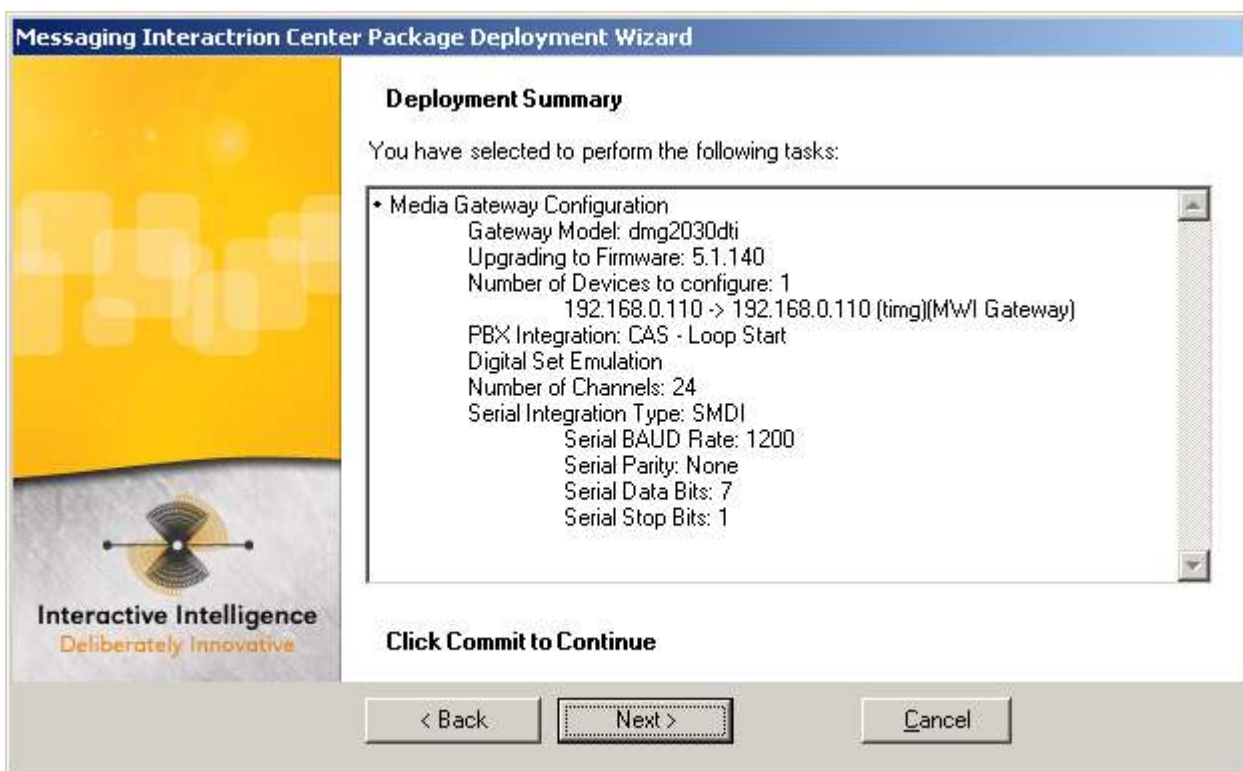 Messaging Interactrion Center Package Deployment Wizard
Deployment Summary
You have selected to perform the following tasks:
• Media Gateway Configuration
Gateway Model: dmg2030dti
Upgrading to Firmware: 5.1.140
Number of Devices to configure: 1
192.168.0.110 -> 192.168.0.110 (timg)(MWI Gateway)
PBX Integration: CAS - Loop Start
Digital Set Emulation
Number of Channels: 24
Serial Integration Type: SMDI
Serial BAUD Rate: 1200
Serial Parity: None
Serial Data Bits: 7
Serial Stop Bits: 1
Interactive Intelligence
Deliberately Innovative
Click Commit to Continue
< Back
Next >
Cancel